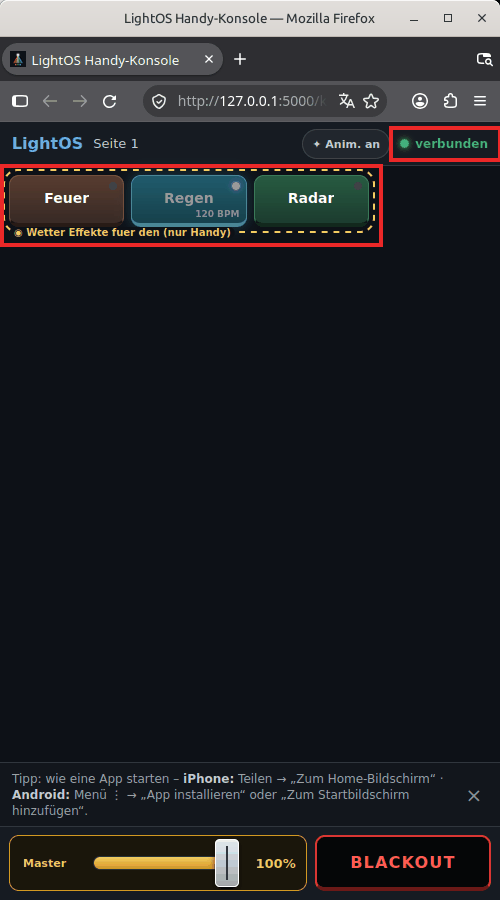 LightOS Handy-Konsole — Mozilla Firefox
LightOS Handy-Konsole
http://127.0.0.1:5000/
LightOS Seite 1
✦ Anim. an
verbunden
Feuer
Regen
120 BPM
Radar
◉ Wetter Effekte fuer den (nur Handy)
Tipp: wie eine App starten – iPhone: Teilen → „Zum Home-Bildschirm“ ·
Android: Menü ⋮ → „App installieren“ oder „Zum Startbildschirm
hinzufügen“.
Master
100%
BLACKOUT